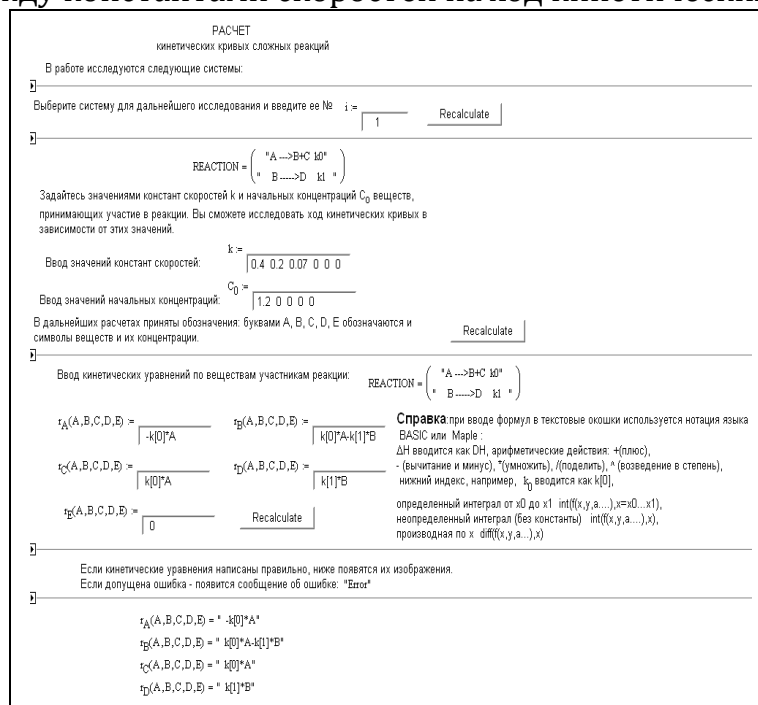 между константами скоростей на ход кинетических
РАСЧЕТ
кинетических кривых сложных реакций
В работе исследуются следующие системы:
Выберите систему для дальнейшего исследования и введите ее № i := 1 Recalculate
REACTION = ( "A --->B+C k0"
" B----->D k1 " )
Задайтесь значениями констант скоростей k и начальных концентраций C0 веществ,
принимающих участие в реакции. Вы сможете исследовать ход кинетических кривых в
зависимости от этих значений.
Ввод значений констант скоростей: k := 0.4 0.2 0.07 0 0 0
Ввод значений начальных концентраций: C0 := 1.2 0 0 0 0
В дальнейших расчетах приняты обозначения: буквами A, B, C, D, E обозначаются и
символы веществ и их концентрации. Recalculate
Ввод кинетических уравнений по веществам участникам реакции: REACTION = ( "A --->B+C k0"
" B----->D k1 " )
rA(A,B,C,D,E) := -k[0]*A rB(A,B,C,D,E) := k[0]*A-k[1]*B
rC(A,B,C,D,E) := k[0]*A rD(A,B,C,D,E) := k[1]*B
rE(A,B,C,D,E) := 0 Recalculate
Справка:при вводе формул в текстовые окошки используется нотация языка
BASIC или Maple :
ΔH вводится как DH, арифметические действия: +(плюс),
- (вычитание и минус), *(умножить), /(поделить), ^ (возведение в степень),
нижний индекс, например, k0 вводится как k[0],
определенный интеграл от x0 до x1 int(f(x,y,a....),x=x0...x1),
неопределенный интеграл (без константы) int(f(x,y,a....),x),
производная по x diff(f(x,y,a...),x)
Если кинетические уравнения написаны правильно, ниже появятся их изображения.
Если допущена ошибка - появится сообщение об ошибке: "Error"
rA(A,B,C,D,E) = " -k[0]*A"
rB(A,B,C,D,E) = " k[0]*A-k[1]*B"
rC(A,B,C,D,E) = " k[0]*A"
rD(A,B,C,D,E) = " k[1]*B"